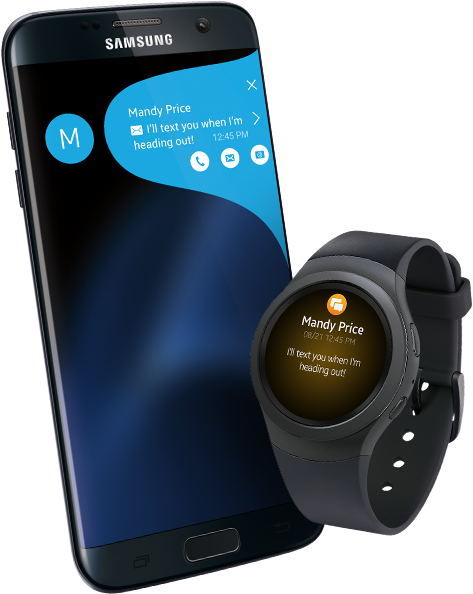 SAMSUNG
Mandy Price
M
I'll text you when I'm
heading out!
12:45 PM
Mandy Price
08/21 12:45 PM
I'll text you when I'm
heading out!